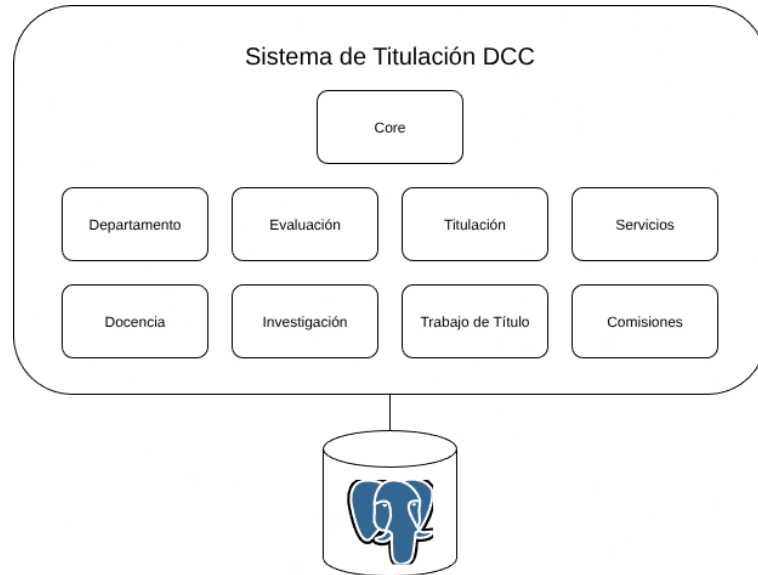 Sistema de Titulación DCC
Core
Departamento
Evaluación
Titulación
Servicios
Docencia
Investigación
Trabajo de Título
Comisiones